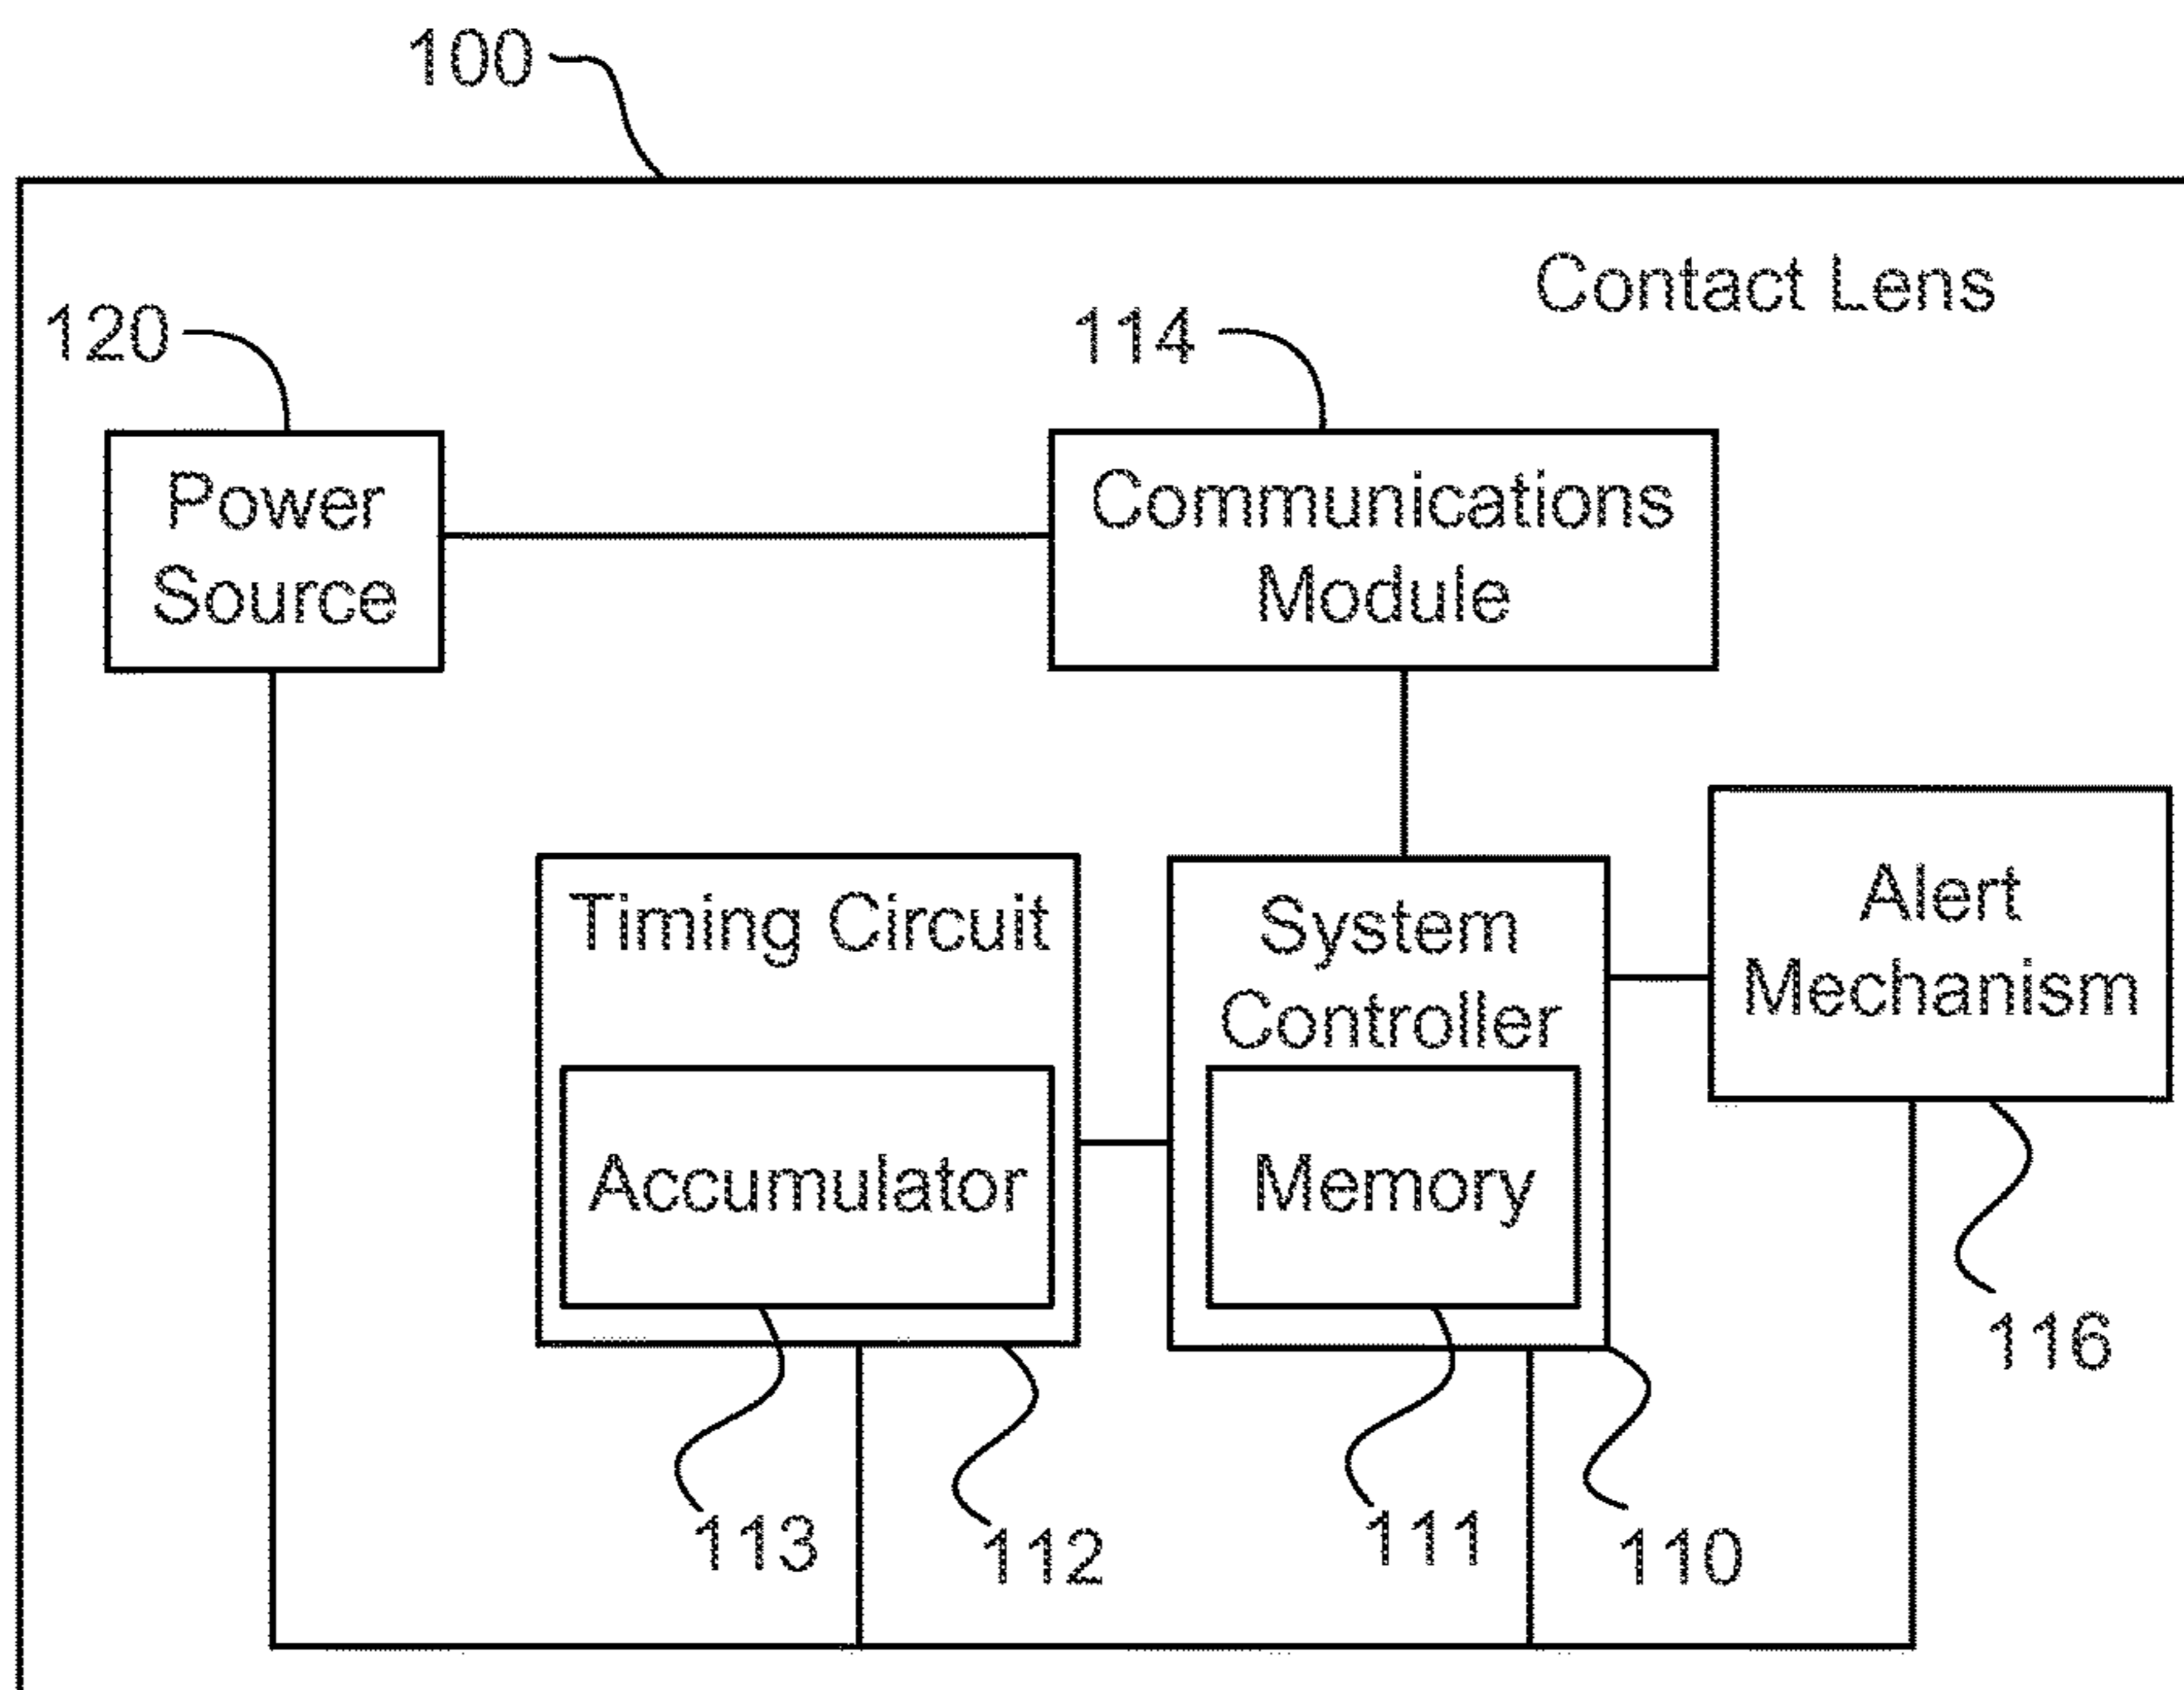 100
Contact Lens
120
114
Power
Source
Communications
Module
Timing Circuit
Accumulator
System
Controller
Memory
Alert
Mechanism
116
113
112
111
110